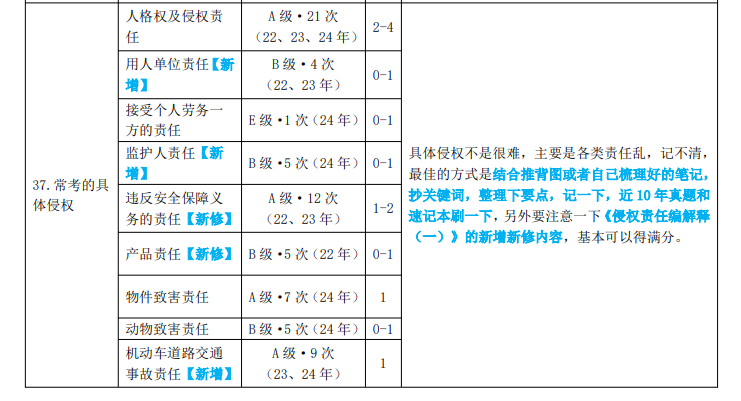 人格权及侵权责
任
A 级·21 次
（22、23、24 年）
2-4
用人单位责任【新
增】
B 级·4 次
（22、23 年）
0-1
接受个人劳务一
方的责任
E 级·1 次（24 年）
0-1
监护人责任【新
增】
B 级·5 次（24 年）
0-1
37.常考的具
体侵权
违反安全保障义
务的责任【新修】
A 级·12 次
（22、23 年）
1-2
产品责任【新修】
B 级·5 次（22 年）
0-1
物件致害责任
A 级·7 次（24 年）
1
动物致害责任
B 级·5 次（24 年）
0-1
机动车道路交通
事故责任【新增】
A 级·9 次
（23、24 年）
1
具体侵权不是很难，主要是各类责任乱，记不清，
最佳的方式是结合推背图或者自己梳理好的笔记，
抄关键词，整理下要点，记一下，近 10 年真题和
速记本刷一下，另外要注意一下《侵权责任编解释
（一）》的新增新修内容，基本可以得满分。